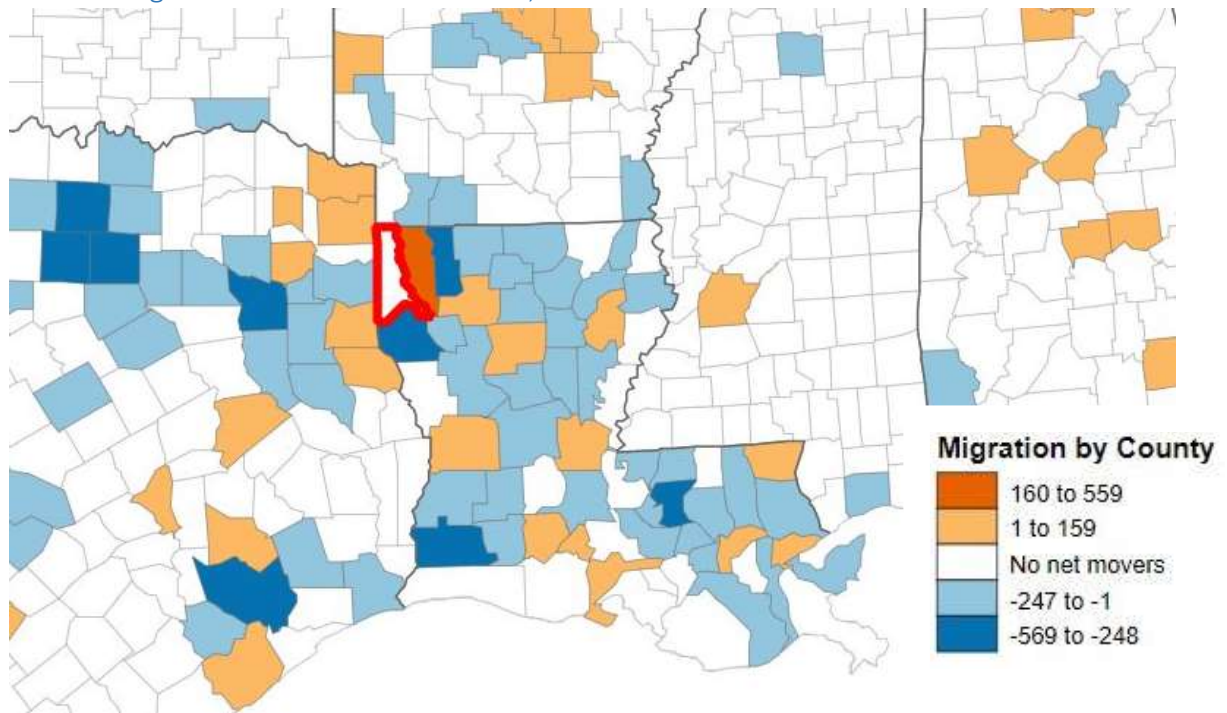 Migration by County
160 to 559
1 to 159
No net movers
-247 to -1
-569 to -248